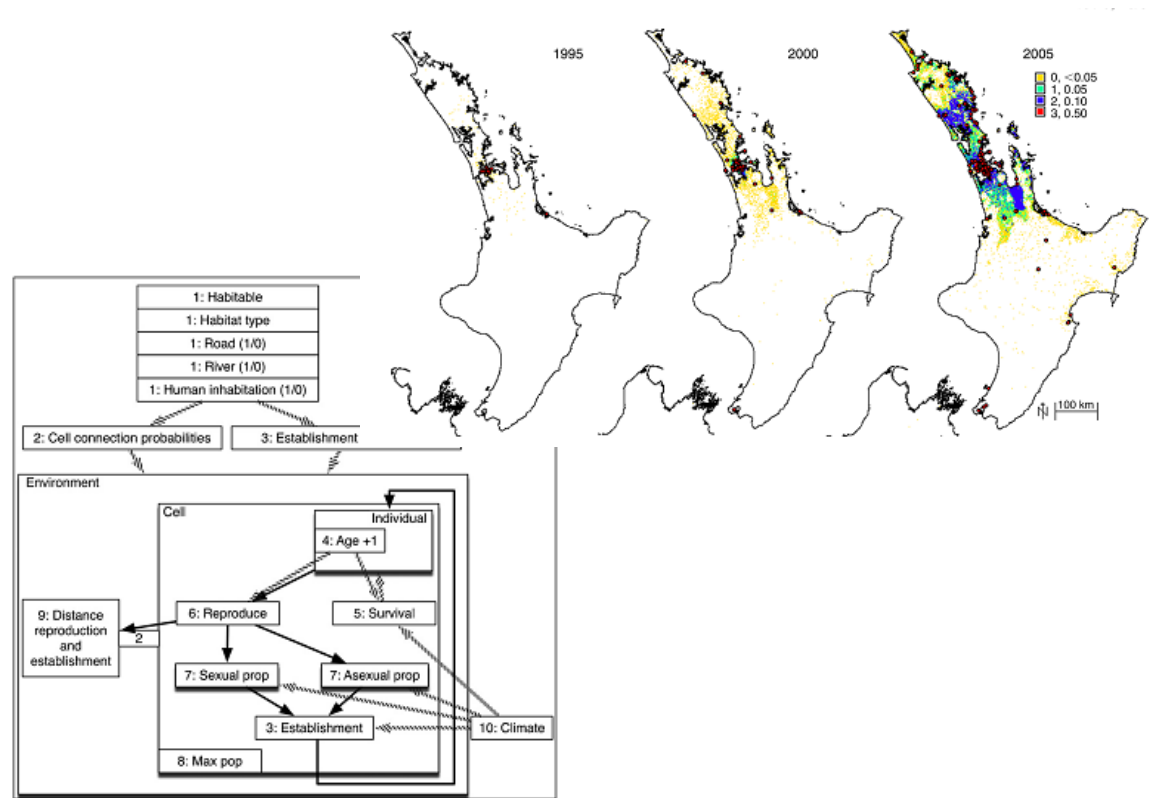 1995
2000
2005
0, <0.05
1, 0.05
2, 0.10
3, 0.50
N
100 km
1: Habitable
1: Habitat type
1: Road (1/0)
1: River (1/0)
1: Human inhabitation (1/0)
2: Cell connection probabilities
3: Establishment
Environment
Cell
Individual
4: Age +1
6: Reproduce
5: Survival
9: Distance
reproduction
and
establishment
2
7: Sexual prop
7: Asexual prop
3: Establishment
10: Climate
8: Max pop